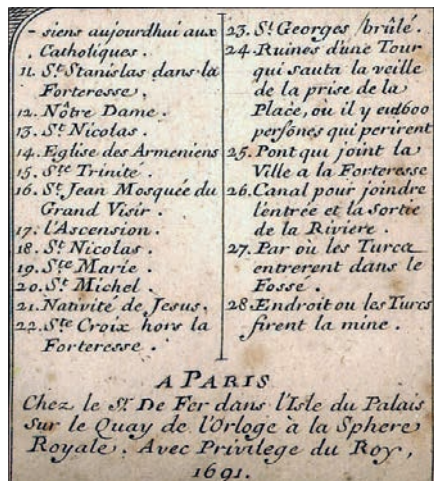 - siens aujourdhui aux
Catholiques.
11. St. Stanislas dans la
Forteresse.
12. Nôtre Dame.
13. St. Nicolas.
14. Eglise des Armeniens
15. Ste Trinité.
16. St. Jean Mosquée du
Grand Visir.
17. l'Ascension.
18. St. Nicolas.
19. Ste Marie.
20. St. Michel.
21. Nativité de Jesus.
22. Ste Croix hors la
Forteresse.
23. St. Georges brûlé.
24. Ruines d'une Tour
qui sauta la veille
de la prise de la
Place, où il y eut 1600
persônes qui perirent
25. Pont qui joint la
Ville a la Forteresse
26. Canal pour joindre
l'entrée et la sortie
de la Riviere.
27. Par où les Turcs
entrerent dans le
Fossé.
28. Endroit ou les Turcs
firent la mine.
A PARIS
Chez le Sr. De Fer dans l'Isle du Palais
sur le Quay de l'Orloge à la Sphere
Royale. Avec Privilege du Roy,
1691.